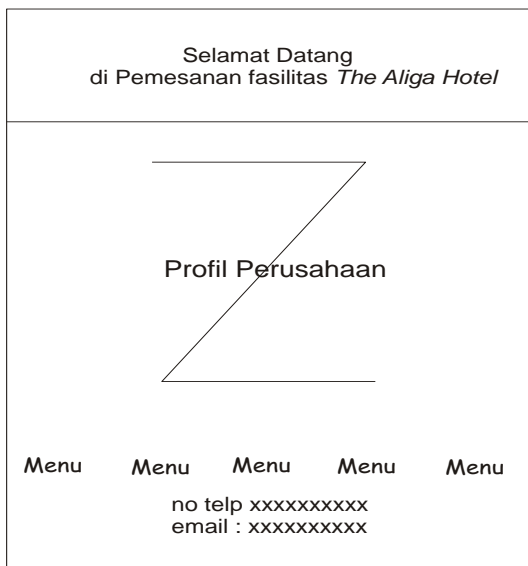 Selamat Datang
di Pemesanan fasilitas The Aliga Hotel
Profil Perusahaan
Menu Menu Menu Menu Menu
no telp xxxxxxxxxx
email : xxxxxxxxxx